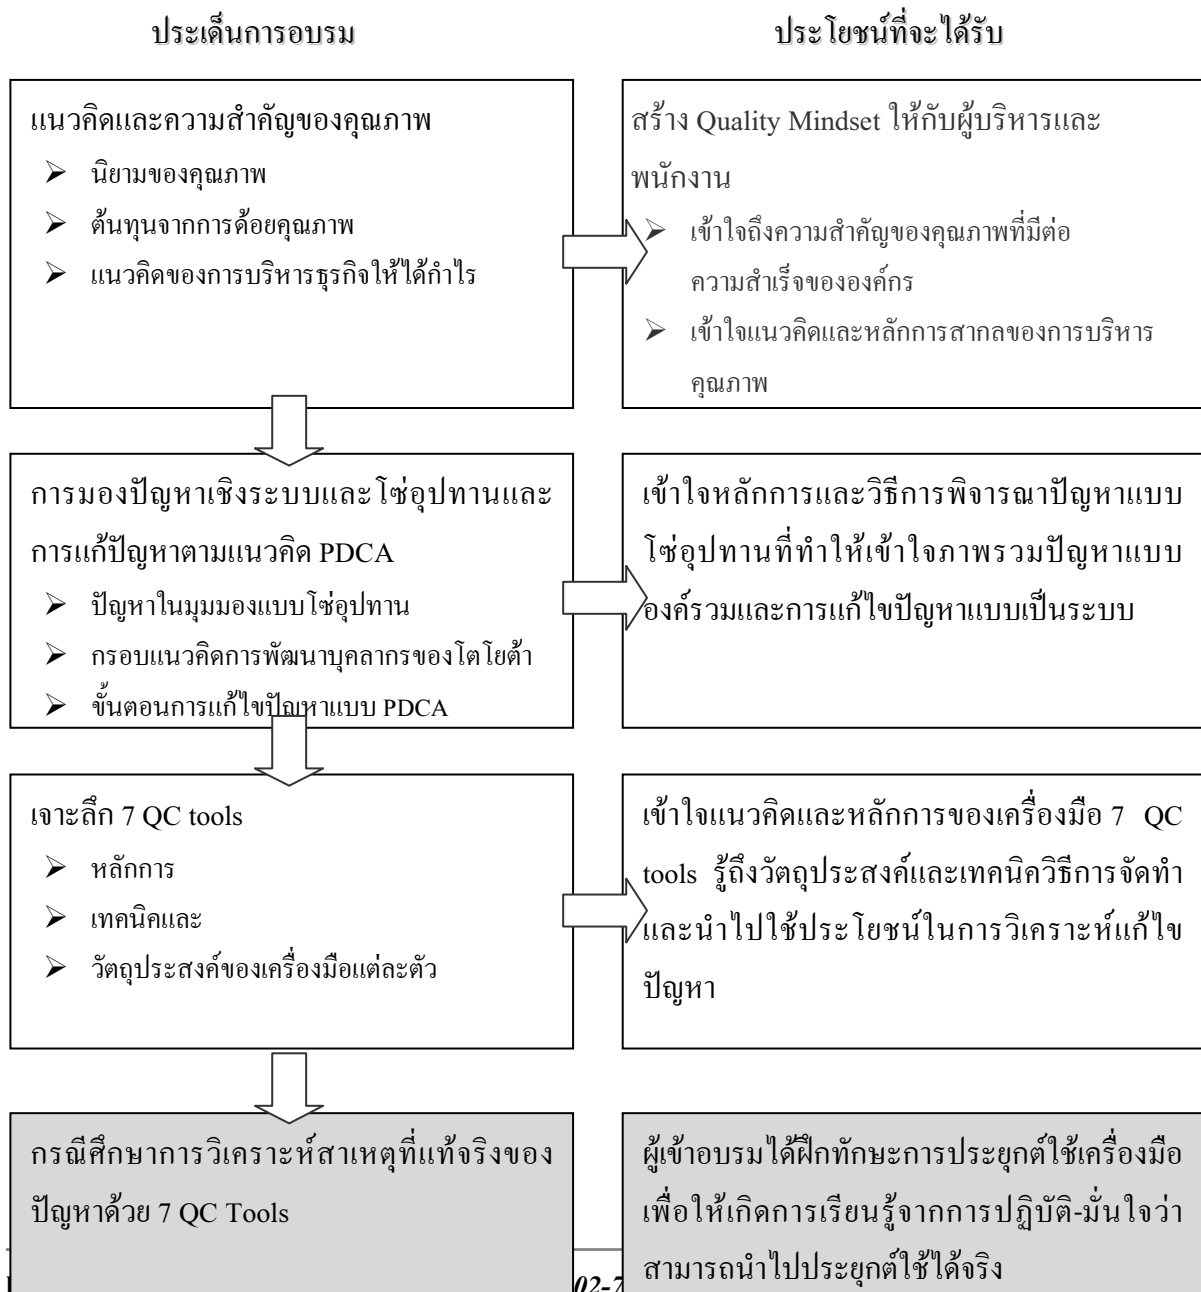 ประเด็นการอบรม
ประโยชน์ที่จะได้รับ
แนวคิดและความสำคัญของคุณภาพ
➢ นิยามของคุณภาพ
➢ ต้นทุนจากการด้อยคุณภาพ
➢ แนวคิดของการบริหารธุรกิจให้ได้กำไร
สร้าง Quality Mindset ให้กับผู้บริหารและ
พนักงาน
➢ เข้าใจถึงความสำคัญของคุณภาพที่มีต่อ
ความสำเร็จขององค์กร
➢ เข้าใจแนวคิดและหลักการสากลของการบริหาร
คุณภาพ
การมองปัญหาเชิงระบบและโซ่อุปทานและ
การแก้ปัญหาตามแนวคิด PDCA
➢ ปัญหาในมุมมองแบบโซ่อุปทาน
➢ กรอบแนวคิดการพัฒนาบุคลากรของโตโยต้า
➢ ขั้นตอนการแก้ไขปัญหาแบบ PDCA
เข้าใจหลักการและวิธีการพิจารณาปัญหาแบบ
โซ่อุปทานที่ทำให้เข้าใจภาพรวมปัญหาแบบ
องค์รวมและการแก้ไขปัญหาแบบเป็นระบบ
เจาะลึก 7 QC tools
➢ หลักการ
➢ เทคนิคและ
➢ วัตถุประสงค์ของเครื่องมือแต่ละตัว
เข้าใจแนวคิดและหลักการของเครื่องมือ 7 QC
tools รู้ถึงวัตถุประสงค์และเทคนิควิธีการจัดทำ
และนำไปใช้ประโยชน์ในการวิเคราะห์แก้ไข
ปัญหา
กรณีศึกษาการวิเคราะห์สาเหตุที่แท้จริงของ
ปัญหาด้วย 7 QC Tools
ผู้เข้าอบรมได้ฝึกทักษะการประยุกต์ใช้เครื่องมือ
เพื่อให้เกิดการเรียนรู้จากการปฏิบัติ-มั่นใจว่า
สามารถนำไปประยุกต์ใช้ได้จริง
02-7